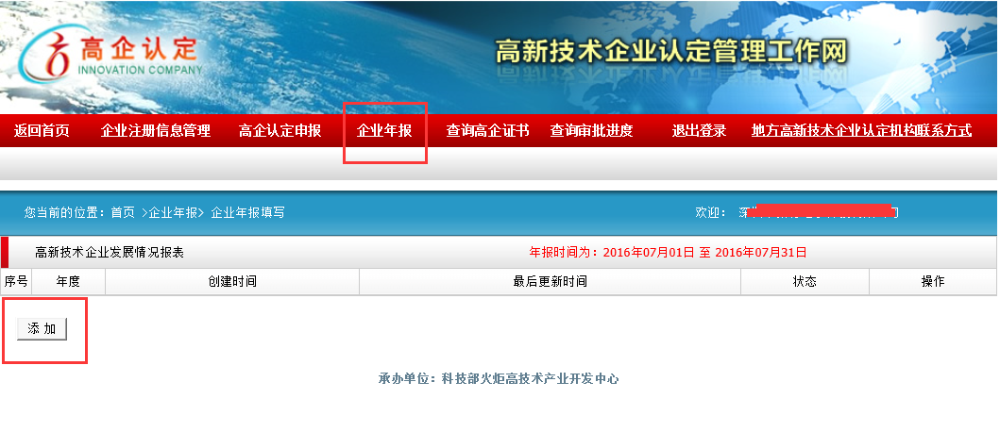 高企认定
INNOVATION COMPANY
高新技术企业认定管理工作网
返回首页 企业注册信息管理 高企认定申报 企业年报 查询高企证书 查询审批进度 退出登录 地方高新技术企业认定机构联系方式
您当前的位置：首页 >企业年报> 企业年报填写 欢迎：
高新技术企业发展情况报表 年报时间为：2016年07月01日 至 2016年07月31日
序号 年度 创建时间 最后更新时间 状态 操作
添 加
承办单位：科技部火炬高技术产业开发中心